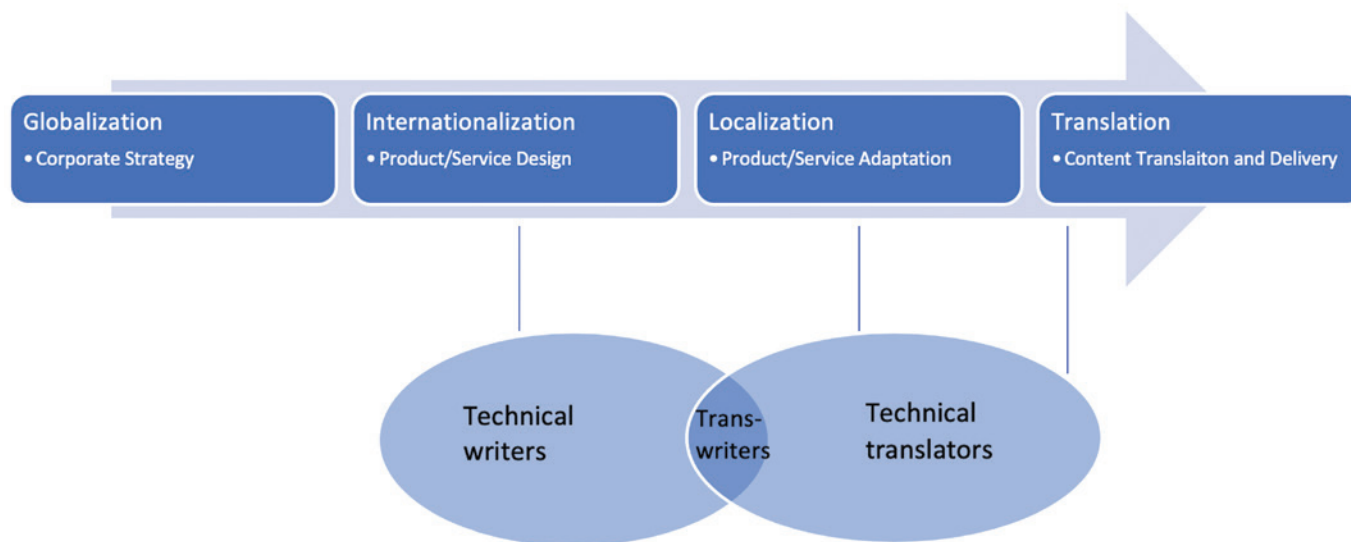 Globalization
• Corporate Strategy
Internationalization
• Product/Service Design
Localization
• Product/Service Adaptation
Translation
• Content Translaiton and Delivery
Technical
writers
Trans-
writers
Technical
translators